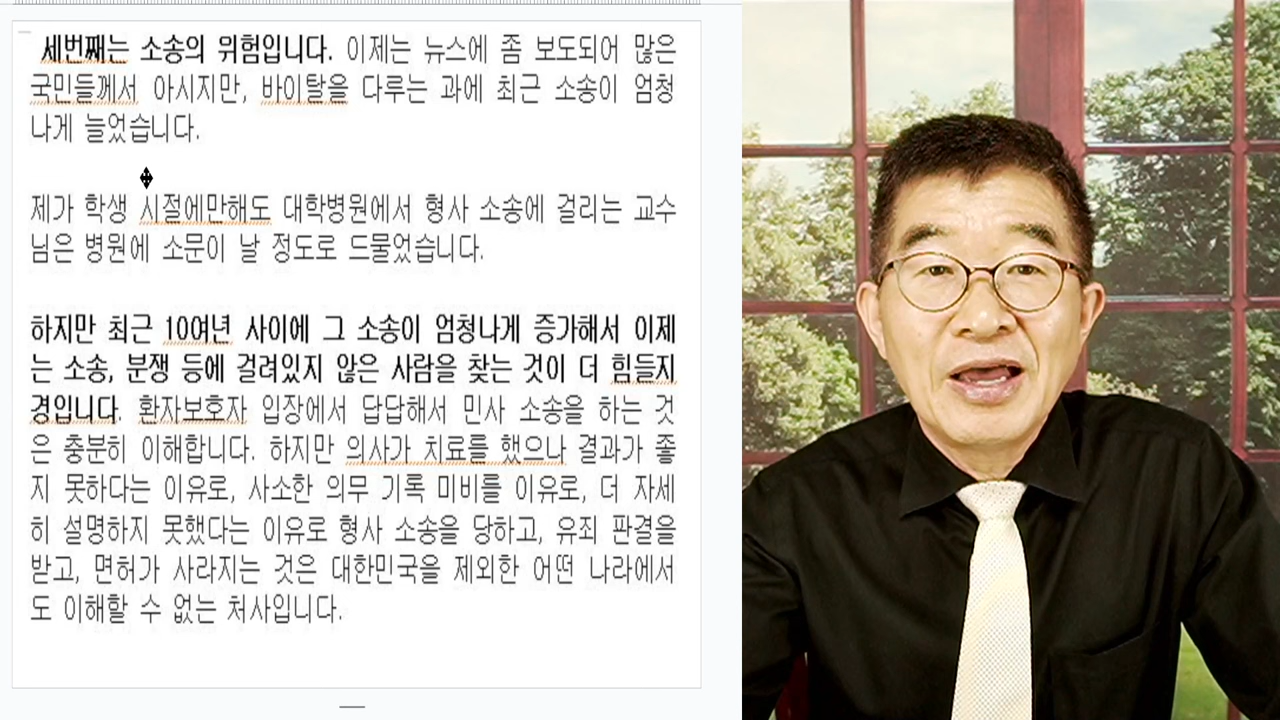 세번째는 소송의 위험입니다. 이제는 뉴스에 좀 보도되어 많은
국민들께서 아시지만, 바이탈을 다루는 과에 최근 소송이 엄청
나게 늘었습니다.
제가 학생 시절에만해도 대학병원에서 형사 소송에 걸리는 교수
님은 병원에 소문이 날 정도로 드물었습니다.
하지만 최근 10여년 사이에 그 소송이 엄청나게 증가해서 이제
는 소송, 분쟁 등에 걸려있지 않은 사람을 찾는 것이 더 힘들지
경입니다. 환자보호자 입장에서 답답해서 민사 소송을 하는 것
은 충분히 이해합니다. 하지만 의사가 치료를 했으나 결과가 좋
지 못하다는 이유로, 사소한 의무 기록 미비를 이유로, 더 자세
히 설명하지 못했다는 이유로 형사 소송을 당하고, 유죄 판결을
받고, 면허가 사라지는 것은 대한민국을 제외한 어떤 나라에서
도 이해할 수 없는 처사입니다.